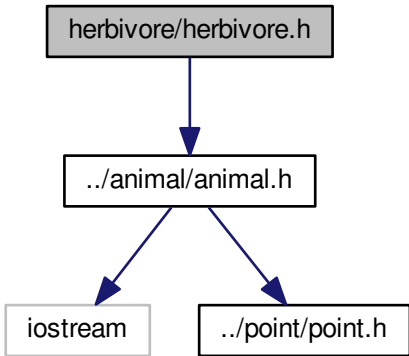 herbivore/herbivore.h
../animal/animal.h
iostream
../point/point.h